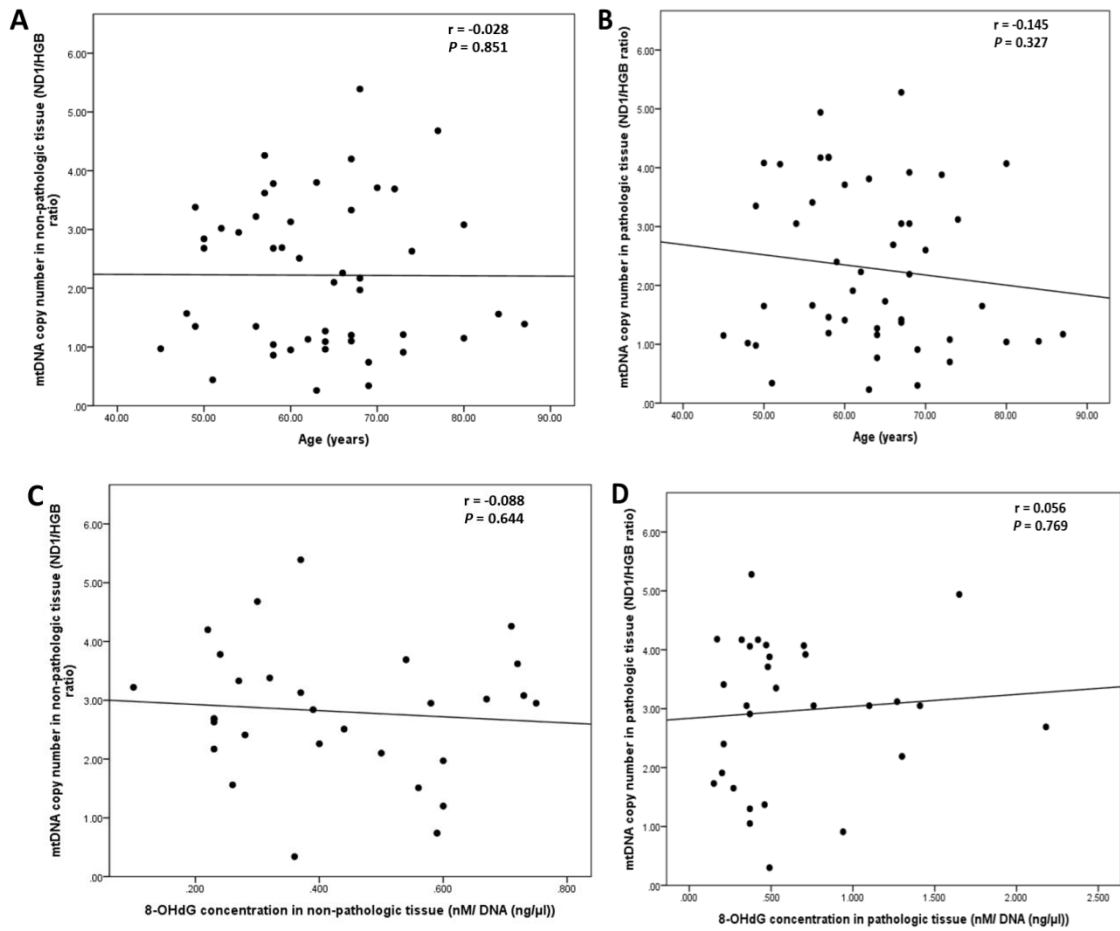 A
r = -0.028
P = 0.851
mtDNA copy number in non-pathologic tissue (ND1/HGB
ratio)
6.00
5.00
4.00
3.00
2.00
1.00
.00
40.00 50.00 60.00 70.00 80.00 90.00
Age (years)
B
r = -0.145
P = 0.327
mtDNA copy number in pathologic tissue (ND1/HGB ratio)
6.00
5.00
4.00
3.00
2.00
1.00
.00
40.00 50.00 60.00 70.00 80.00 90.00
Age (years)
C
r = -0.088
P = 0.644
mtDNA copy number in non-pathologic tissue (ND1/HGB
ratio)
6.00
5.00
4.00
3.00
2.00
1.00
.00
.200 .400 .600 .800
8-OHdG concentration in non-pathologic tissue (nM/ DNA (ng/µl))
D
r = 0.056
P = 0.769
mtDNA copy number in pathologic tissue (ND1/HGB ratio)
6.00
5.00
4.00
3.00
2.00
1.00
.00
.000 .500 1.000 1.500 2.000 2.500
8-OHdG concentration in pathologic tissue (nM/ DNA (ng/µl))